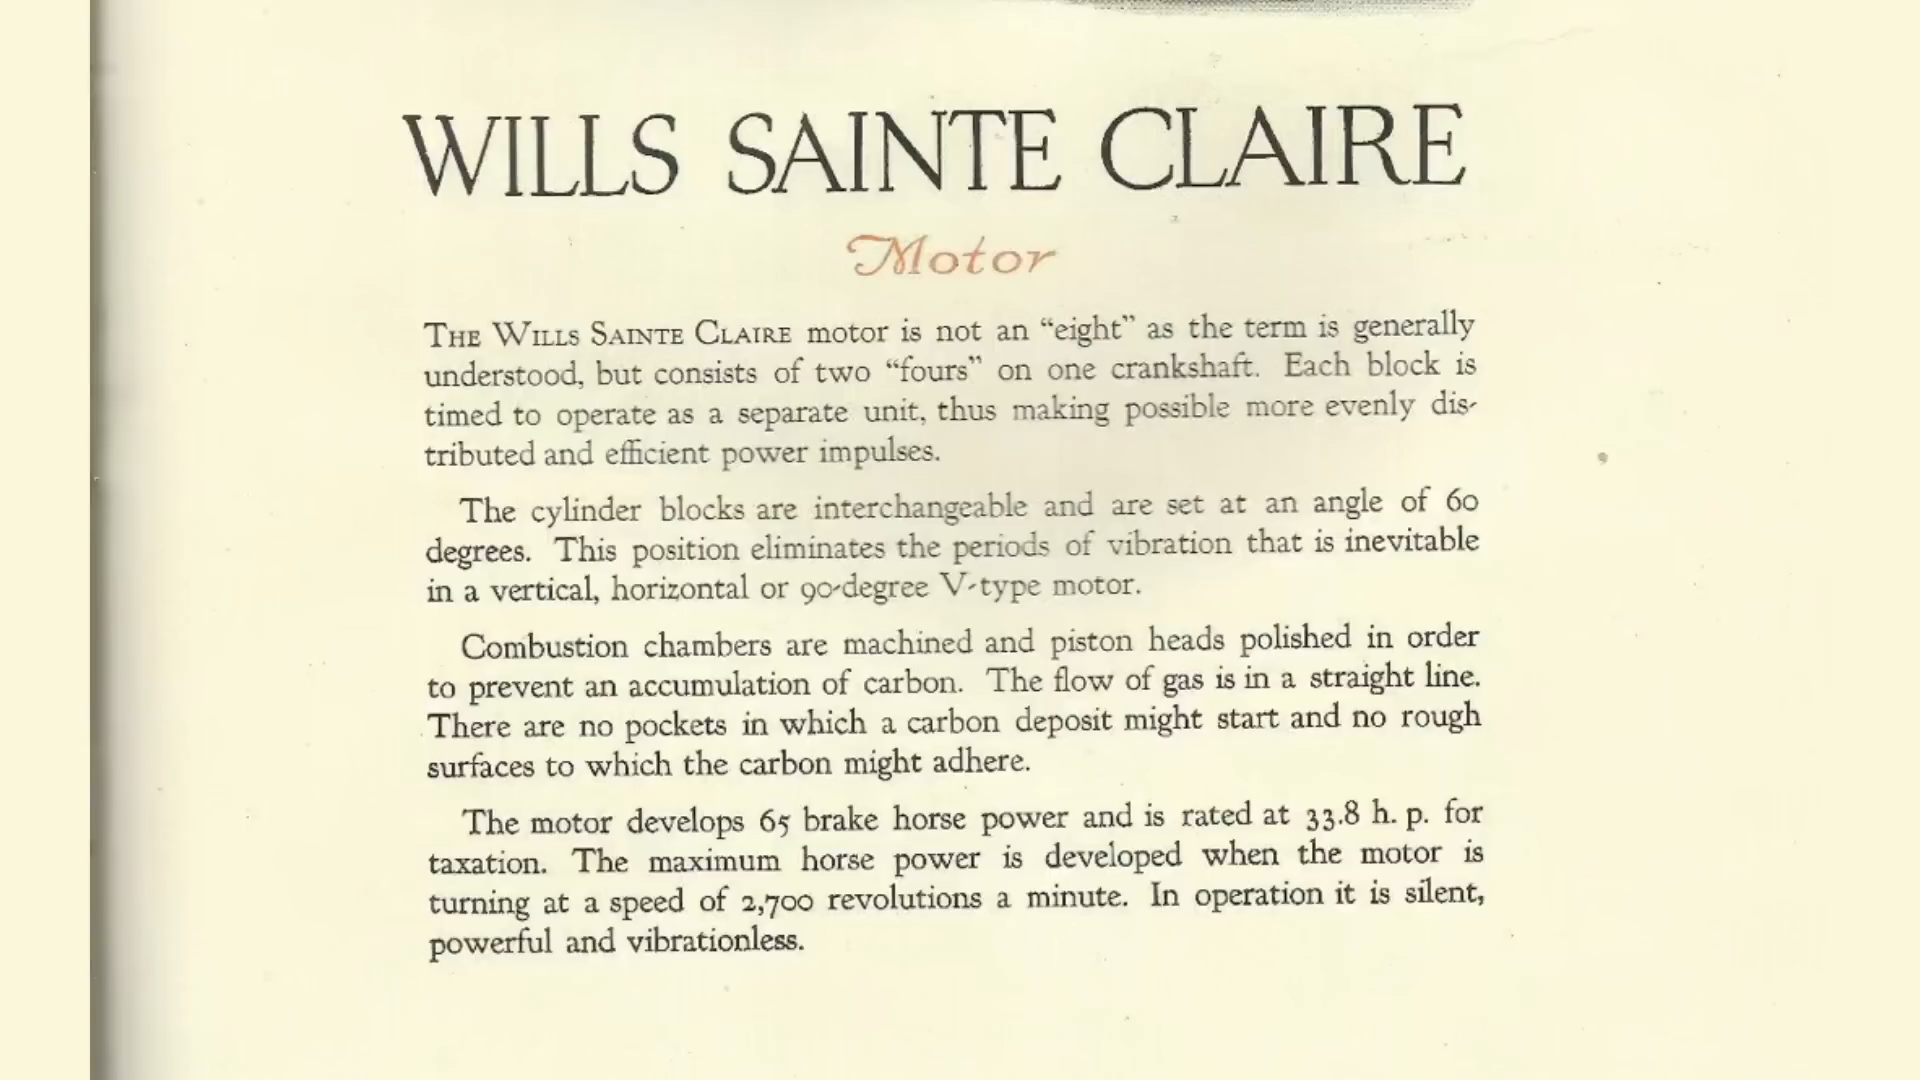 WILLS SAINTE CLAIRE
Motor
THE WILLS SAINTE CLAIRE motor is not an “eight” as the term is generally
understood, but consists of two “fours” on one crankshaft. Each block is
timed to operate as a separate unit, thus making possible more evenly dis-
tributed and efficient power impulses.
The cylinder blocks are interchangeable and are set at an angle of 60
degrees. This position eliminates the periods of vibration that is inevitable
in a vertical, horizontal or 90-degree V-type motor.
Combustion chambers are machined and piston heads polished in order
to prevent an accumulation of carbon. The flow of gas is in a straight line.
There are no pockets in which a carbon deposit might start and no rough
surfaces to which the carbon might adhere.
The motor develops 65 brake horse power and is rated at 33.8 h. p. for
taxation. The maximum horse power is developed when the motor is
turning at a speed of 2,700 revolutions a minute. In operation it is silent,
powerful and vibrationless.